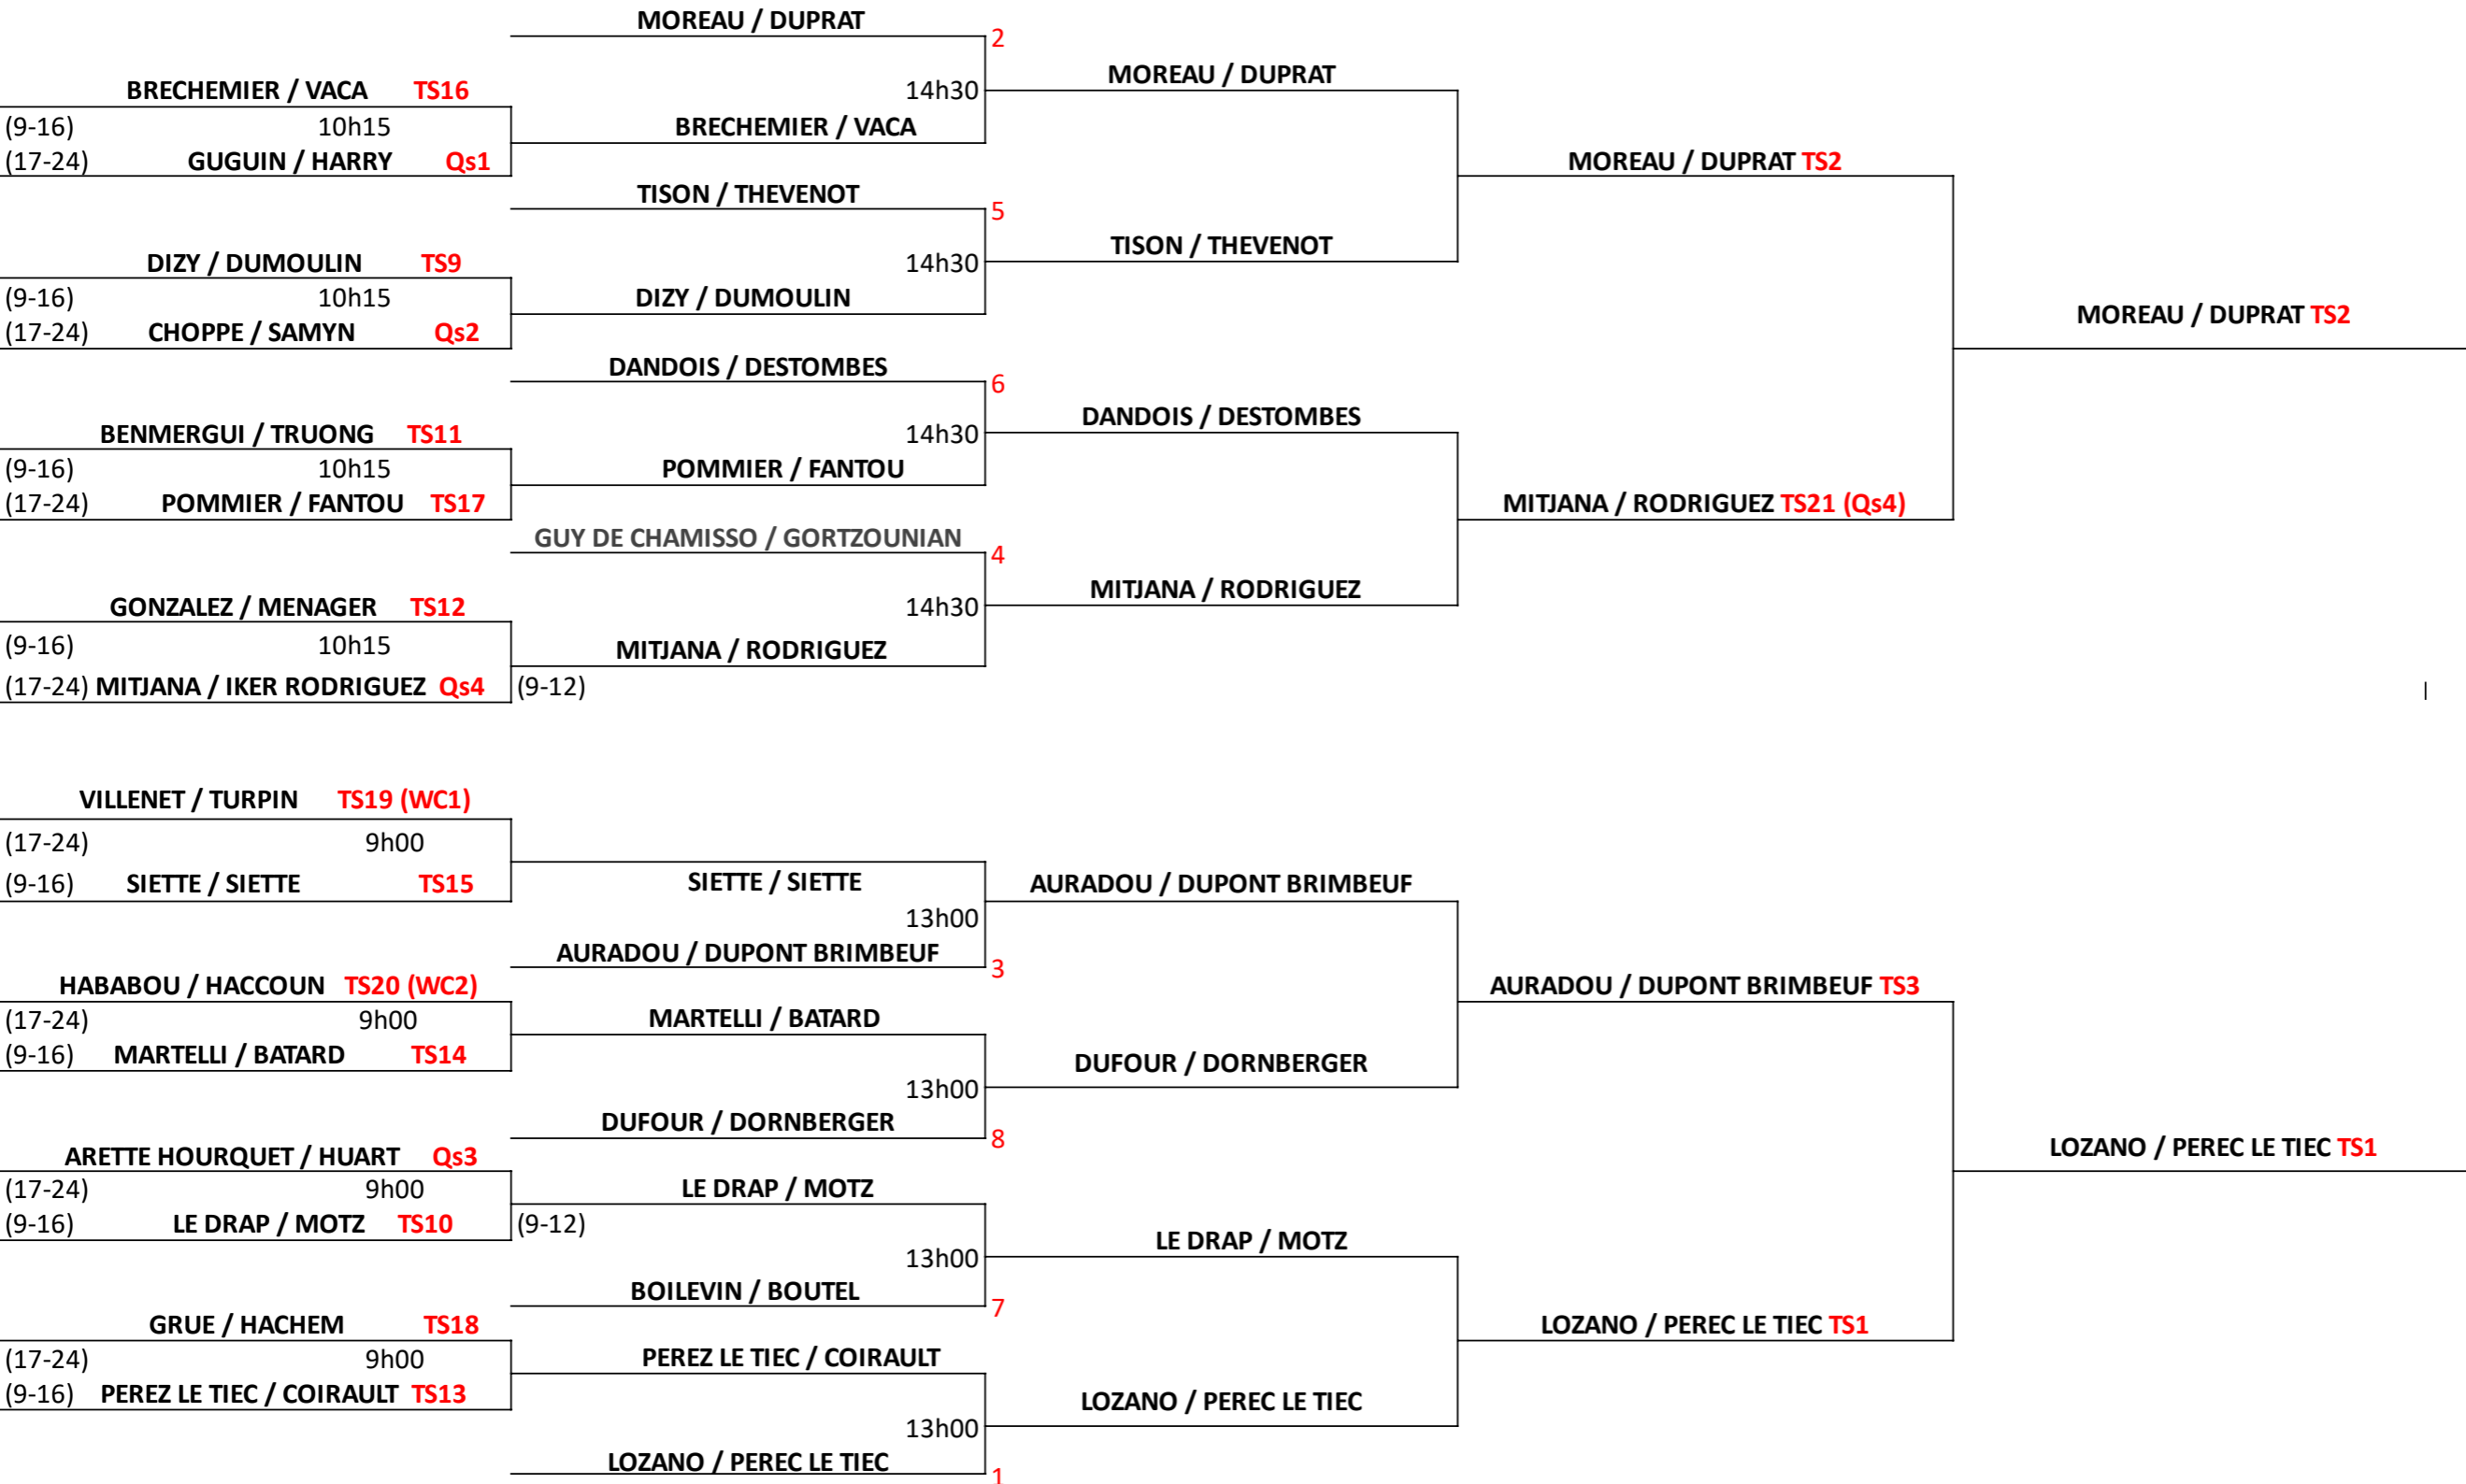 MOREAU / DUPRAT
2
BRECHEMIER / VACA TS16
14h30
MOREAU / DUPRAT
(9-16) 10h15
BRECHEMIER / VACA
(17-24) GUGUIN / HARRY Qs1
MOREAU / DUPRAT TS2
TISON / THEVENOT
5
DIZY / DUMOULIN TS9
14h30
TISON / THEVENOT
(9-16) 10h15
DIZY / DUMOULIN
(17-24) CHOPPE / SAMYN Qs2
MOREAU / DUPRAT TS2
DANDOIS / DESTOMBES
6
BENMERGUI / TRUONG TS11
14h30
DANDOIS / DESTOMBES
(9-16) 10h15
POMMIER / FANTOU
(17-24) POMMIER / FANTOU TS17
MITJANA / RODRIGUEZ TS21 (Qs4)
GUY DE CHAMISSO / GORTZOUNIAN
4
GONZALEZ / MENAGER TS12
14h30
MITJANA / RODRIGUEZ
(9-16) 10h15
MITJANA / RODRIGUEZ
(17-24) MITJANA / IKER RODRIGUEZ Qs4
(9-12)
VILLENET / TURPIN TS19 (WC1)
(17-24) 9h00
(9-16) SIETTE / SIETTE TS15
SIETTE / SIETTE
AURADOU / DUPONT BRIMBEUF
13h00
AURADOU / DUPONT BRIMBEUF
3
HABABOU / HACCOUN TS20 (WC2)
AURADOU / DUPONT BRIMBEUF TS3
(17-24) 9h00
MARTELLI / BATARD
(9-16) MARTELLI / BATARD TS14
DUFOUR / DORNBERGER
13h00
DUFOUR / DORNBERGER
8
ARETTE HOURQUET / HUART Qs3
LOZANO / PEREC LE TIEC TS1
(17-24) 9h00
LE DRAP / MOTZ
(9-16) LE DRAP / MOTZ TS10
(9-12)
LE DRAP / MOTZ
13h00
BOILEVIN / BOUTEL
7
GRUE / HACHEM TS18
LOZANO / PEREC LE TIEC TS1
(17-24) 9h00
PEREZ LE TIEC / COIRAULT
(9-16) PEREZ LE TIEC / COIRAULT TS13
LOZANO / PEREC LE TIEC
13h00
LOZANO / PEREC LE TIEC
1